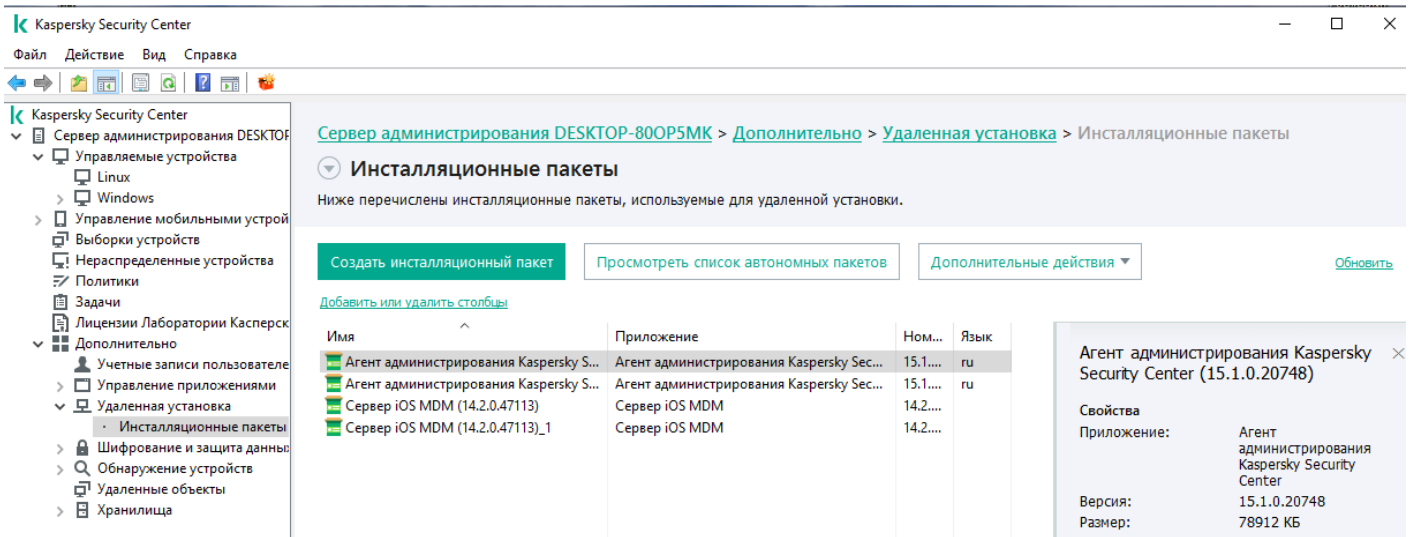 Kaspersky Security Center
Файл Действие Вид Справка
Kaspersky Security Center
Сервер администрирования DESKTOP
Управляемые устройства
Linux
Windows
Управление мобильными устрой
Выборки устройств
Нераспределенные устройства
Политики
Задачи
Лицензии Лаборатории Касперск
Дополнительно
Учетные записи пользователе
Управление приложениями
Удаленная установка
Инсталляционные пакеты
Шифрование и защита данны
Обнаружение устройств
Удаленные объекты
Хранилища
Сервер администрирования DESKTOP-80OP5MK > Дополнительно > Удаленная установка > Инсталляционные пакеты
Инсталляционные пакеты
Ниже перечислены инсталляционные пакеты, используемые для удаленной установки.
Создать инсталляционный пакет Просмотреть список автономных пакетов Дополнительные действия Обновить
Добавить или удалить столбцы
Имя Приложение Ном... Язык
Агент администрирования Kaspersky S... Агент администрирования Kaspersky Sec... 15.1.... ru
Агент администрирования Kaspersky S... Агент администрирования Kaspersky Sec... 15.1.... ru
Сервер iOS MDM (14.2.0.47113) Сервер iOS MDM 14.2....
Сервер iOS MDM (14.2.0.47113)_1 Сервер iOS MDM 14.2....
Агент администрирования Kaspersky
Security Center (15.1.0.20748)
Свойства
Приложение: Агент
администрирования
Kaspersky Security
Center
Версия: 15.1.0.20748
Размер: 78912 КБ